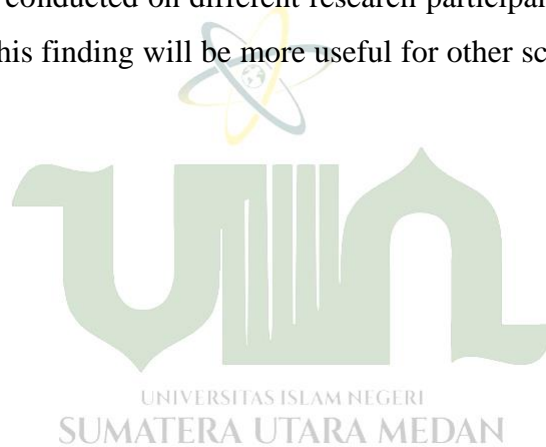 conducted on different research participan
his finding will be more useful for other sc
UNIVERSITAS ISLAM NEGERI
SUMATERA UTARA MEDAN